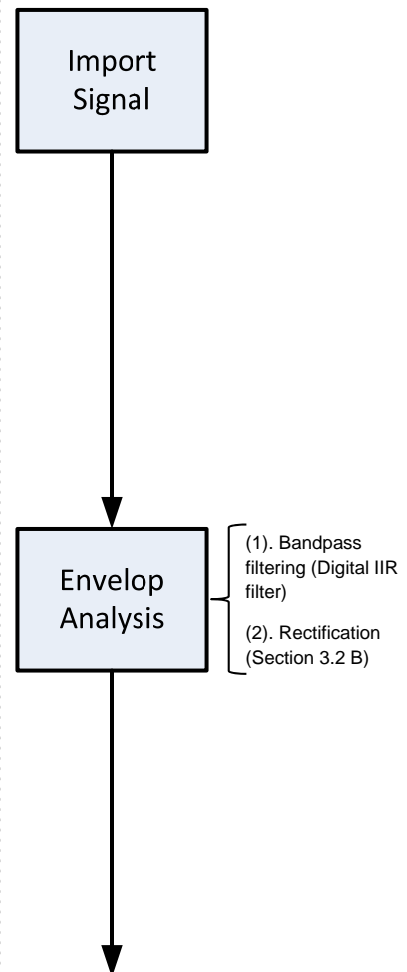 Import
Signal
Envelop
Analysis
(1). Bandpass
filtering (Digital IIR
filter)
(2). Rectification
(Section 3.2 B)